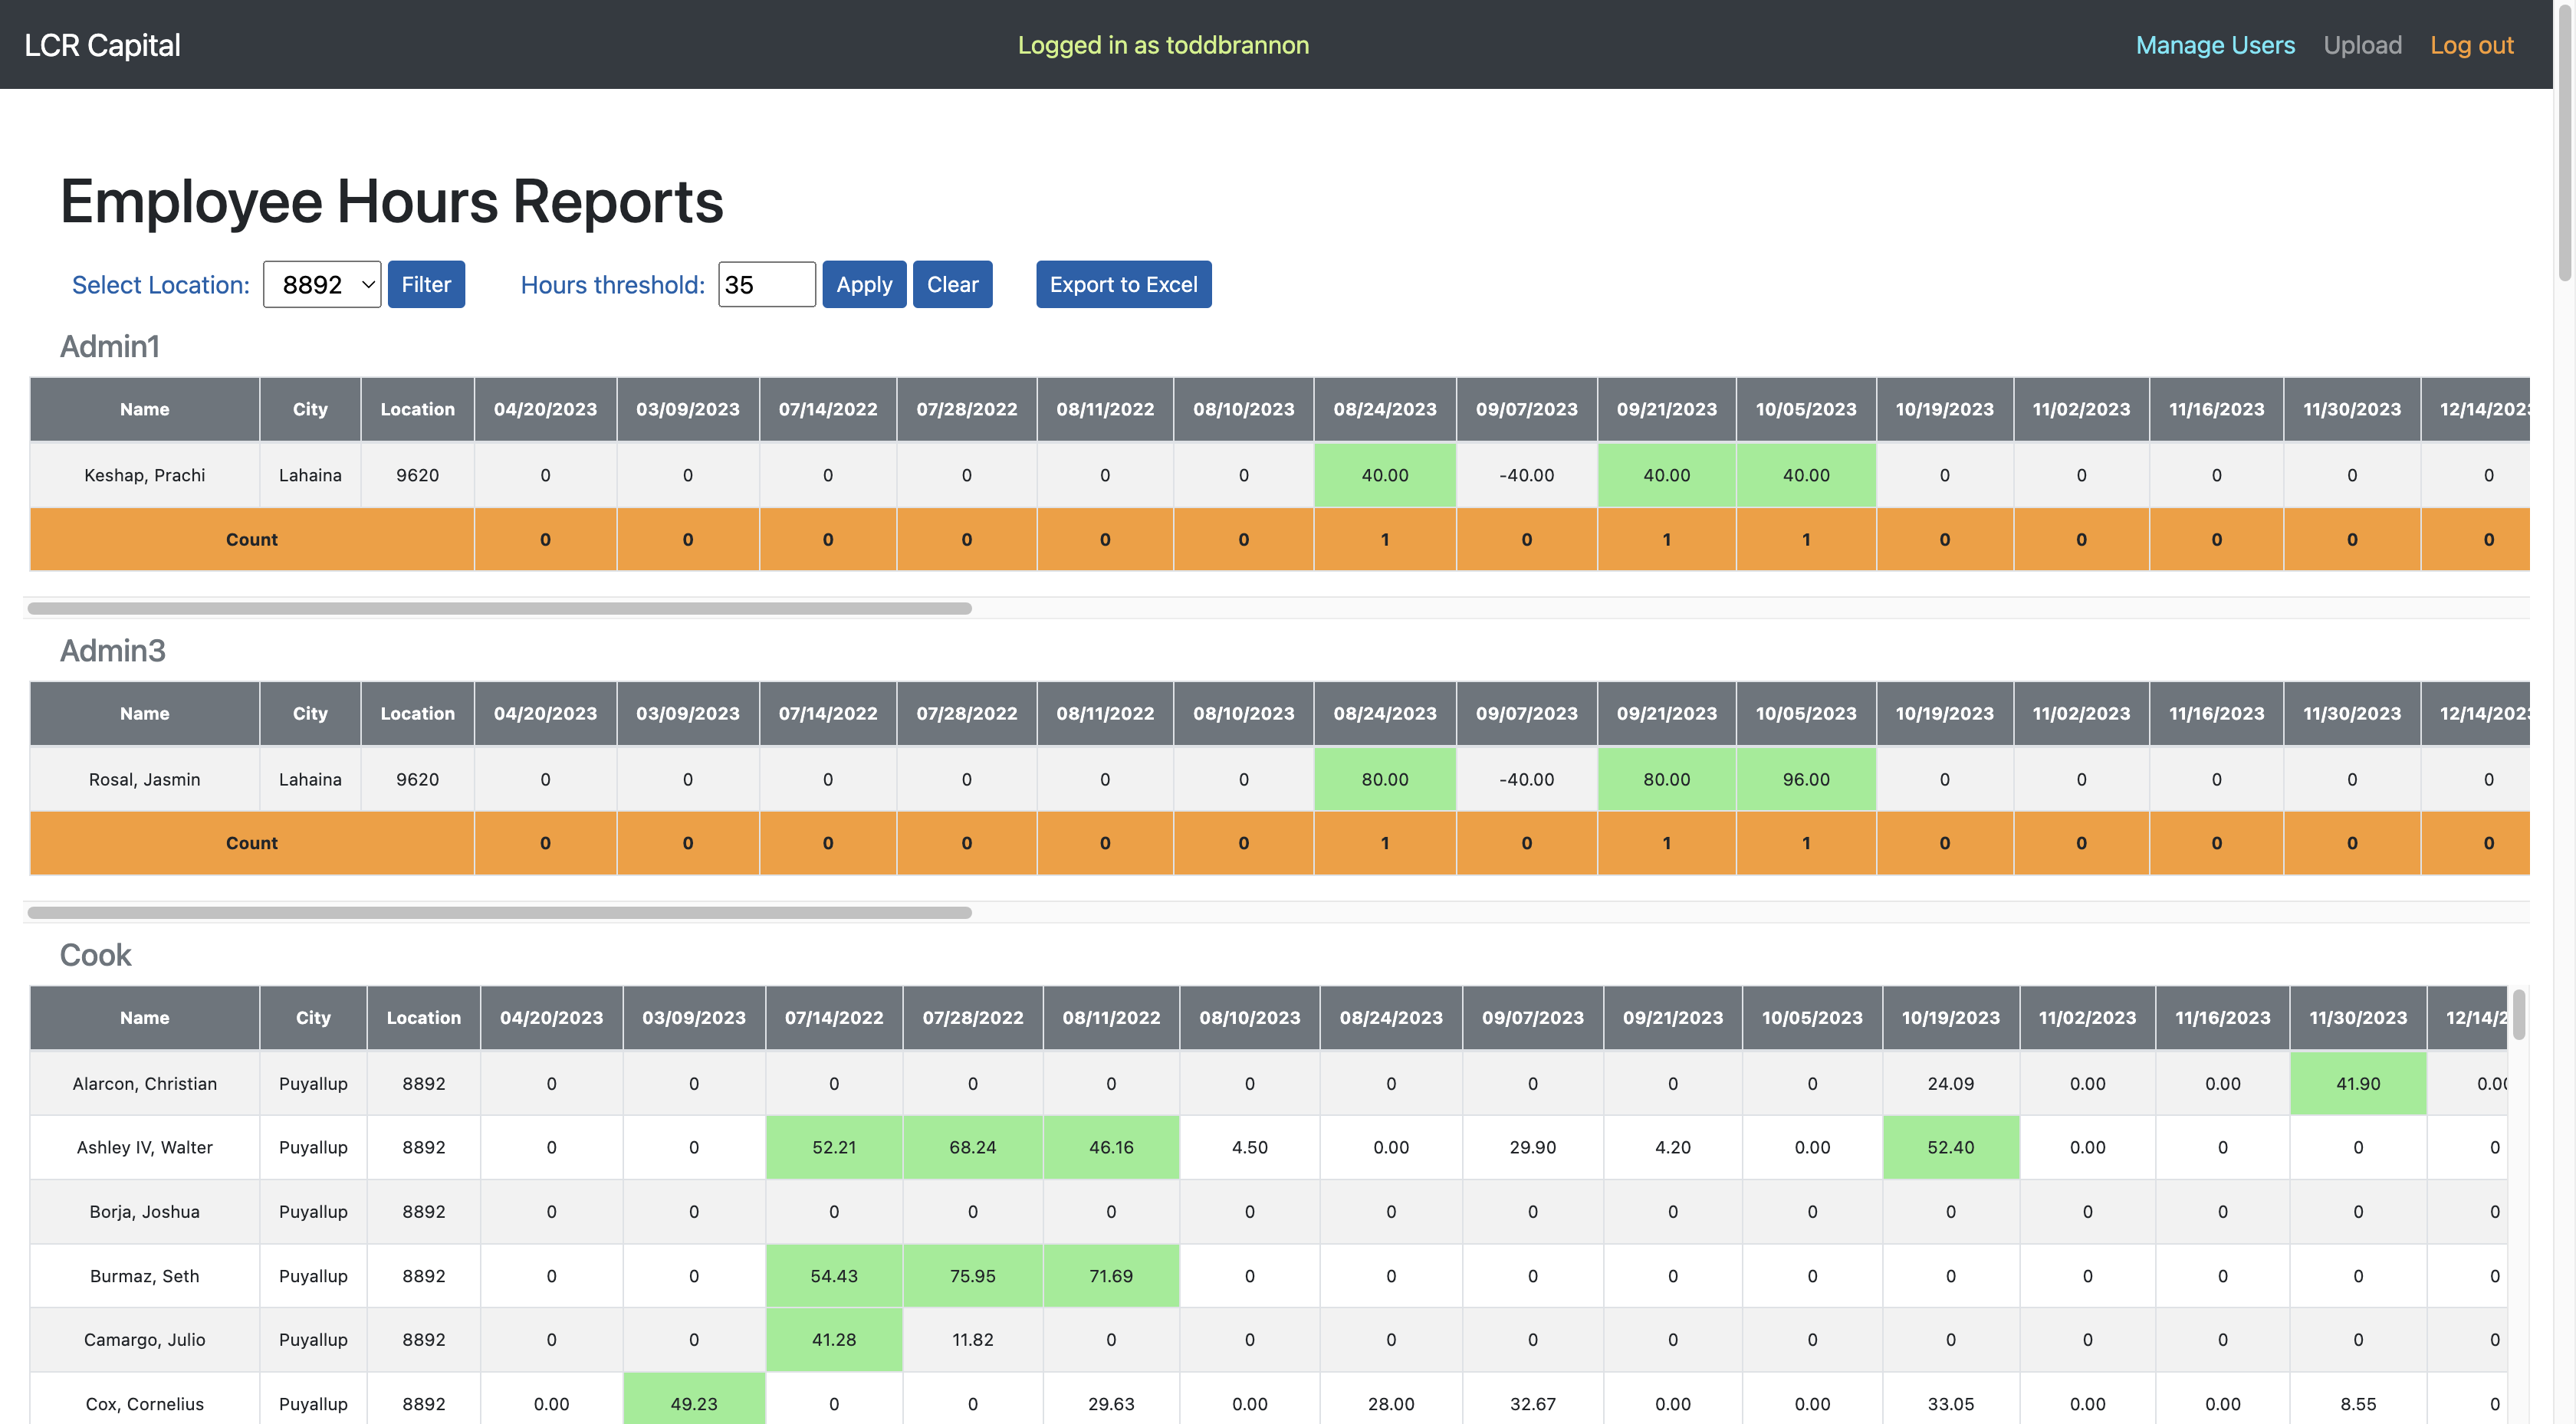 LCR Capital Logged in as toddbrannon Manage Users Upload Log out
Employee Hours Reports
Select Location: 8892 Filter Hours threshold: 35 Apply Clear Export to Excel
Admin1
Name City Location 04/20/2023 03/09/2023 07/14/2022 07/28/2022 08/11/2022 08/10/2023 08/24/2023 09/07/2023 09/21/2023 10/05/2023 10/19/2023 11/02/2023 11/16/2023 11/30/2023 12/14/2023
Keshap, Prachi Lahaina 9620 0 0 0 0 0 0 40.00 -40.00 40.00 40.00 0 0 0 0 0
Count 0 0 0 0 0 0 1 0 1 1 0 0 0 0 0
Admin3
Name City Location 04/20/2023 03/09/2023 07/14/2022 07/28/2022 08/11/2022 08/10/2023 08/24/2023 09/07/2023 09/21/2023 10/05/2023 10/19/2023 11/02/2023 11/16/2023 11/30/2023 12/14/2023
Rosal, Jasmin Lahaina 9620 0 0 0 0 0 0 80.00 -40.00 80.00 96.00 0 0 0 0 0
Count 0 0 0 0 0 0 1 0 1 1 0 0 0 0 0
Cook
Name City Location 04/20/2023 03/09/2023 07/14/2022 07/28/2022 08/11/2022 08/10/2023 08/24/2023 09/07/2023 09/21/2023 10/05/2023 10/19/2023 11/02/2023 11/16/2023 11/30/2023 12/14/2
Alarcon, Christian Puyallup 8892 0 0 0 0 0 0 0 0 0 0 24.09 0.00 0.00 41.90 0.00
Ashley IV, Walter Puyallup 8892 0 0 52.21 68.24 46.16 4.50 0.00 29.90 4.20 0.00 52.40 0.00 0 0 0
Borja, Joshua Puyallup 8892 0 0 0 0 0 0 0 0 0 0 0 0 0 0 0
Burmaz, Seth Puyallup 8892 0 0 54.43 75.95 71.69 0 0 0 0 0 0 0 0 0 0
Camargo, Julio Puyallup 8892 0 0 41.28 11.82 0 0 0 0 0 0 0 0 0 0 0
Cox, Cornelius Puyallup 8892 0.00 49.23 0 0 29.63 0.00 28.00 32.67 0.00 0.00 33.05 0.00 0.00 8.55 0